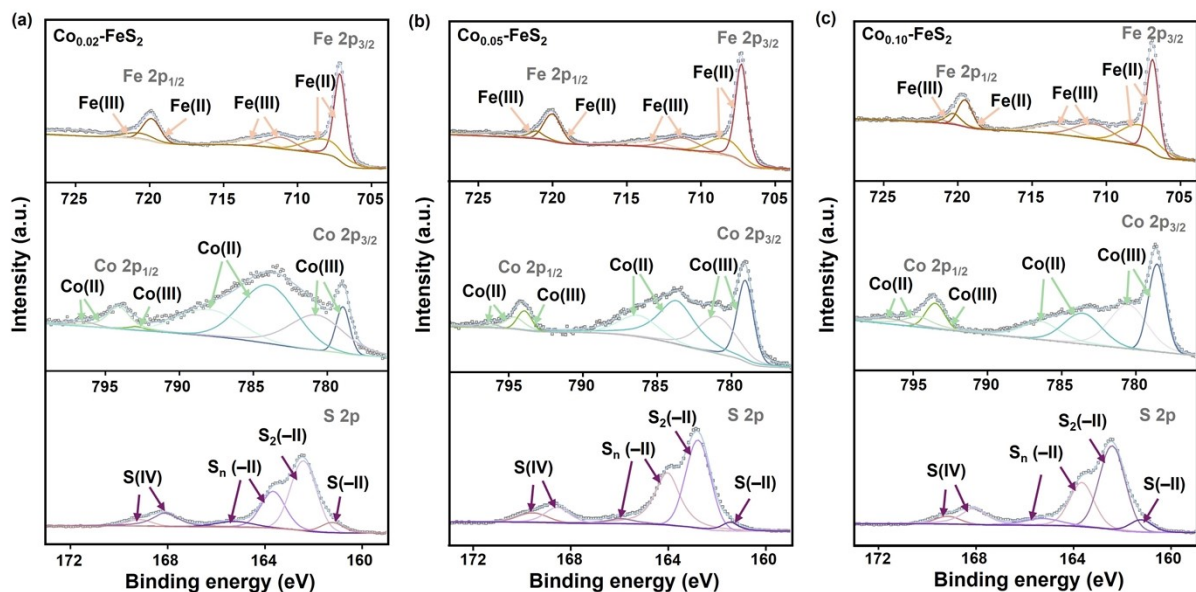 (a)
Co0.02-FeS2
Fe 2p3/2
Fe 2p1/2
Fe(II)
Fe(III)
Fe(II)
Fe(III)
725 720 715 710 705
Co 2p3/2
Co(II)
Co 2p1/2
Co(III)
Co(II)
Co(III)
795 790 785 780
S 2p
S2(–II)
Sn (–II)
S(IV)
S(–II)
172 168 164 160
Intensity (a.u.)
Binding energy (eV)
(b)
Co0.05-FeS2
Fe 2p3/2
Fe 2p1/2
Fe(II)
Fe(III)
Fe(II)
Fe(III)
725 720 715 710 705
Co 2p3/2
Co 2p1/2
Co(II)
Co(III)
Co(II)
Co(III)
795 790 785 780
S 2p
S2(–II)
Sn (–II)
S(IV)
S(–II)
172 168 164 160
Intensity (a.u.)
Binding energy (eV)
(c)
Co0.10-FeS2
Fe 2p3/2
Fe 2p1/2
Fe(II)
Fe(III)
Fe(II)
Fe(III)
725 720 715 710 705
Co 2p3/2
Co 2p1/2
Co(II)
Co(III)
Co(II)
Co(III)
795 790 785 780
S 2p
S2(–II)
Sn (–II)
S(IV)
S(–II)
172 168 164 160
Intensity (a.u.)
Binding energy (eV)